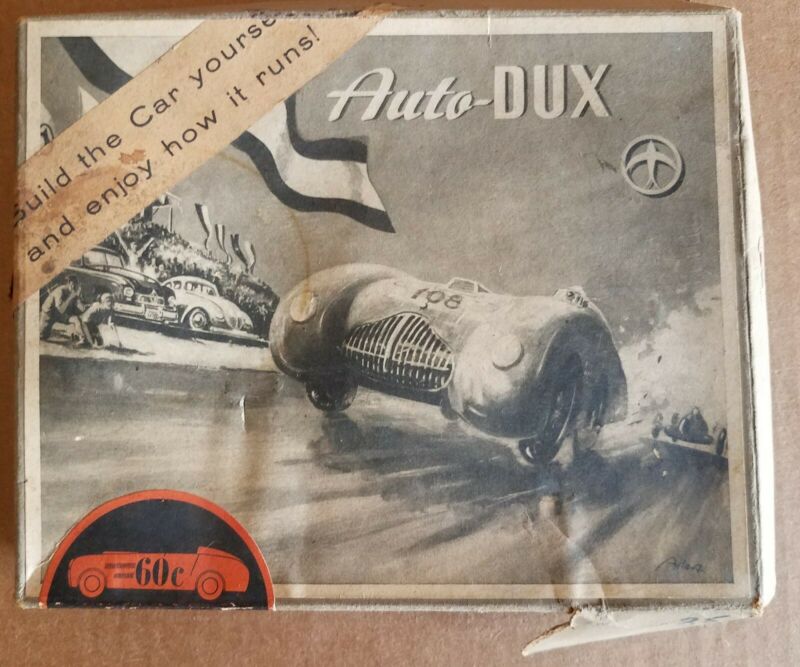 Build the Car yourse
and enjoy how it runs!
Auto-DUX
108
60c